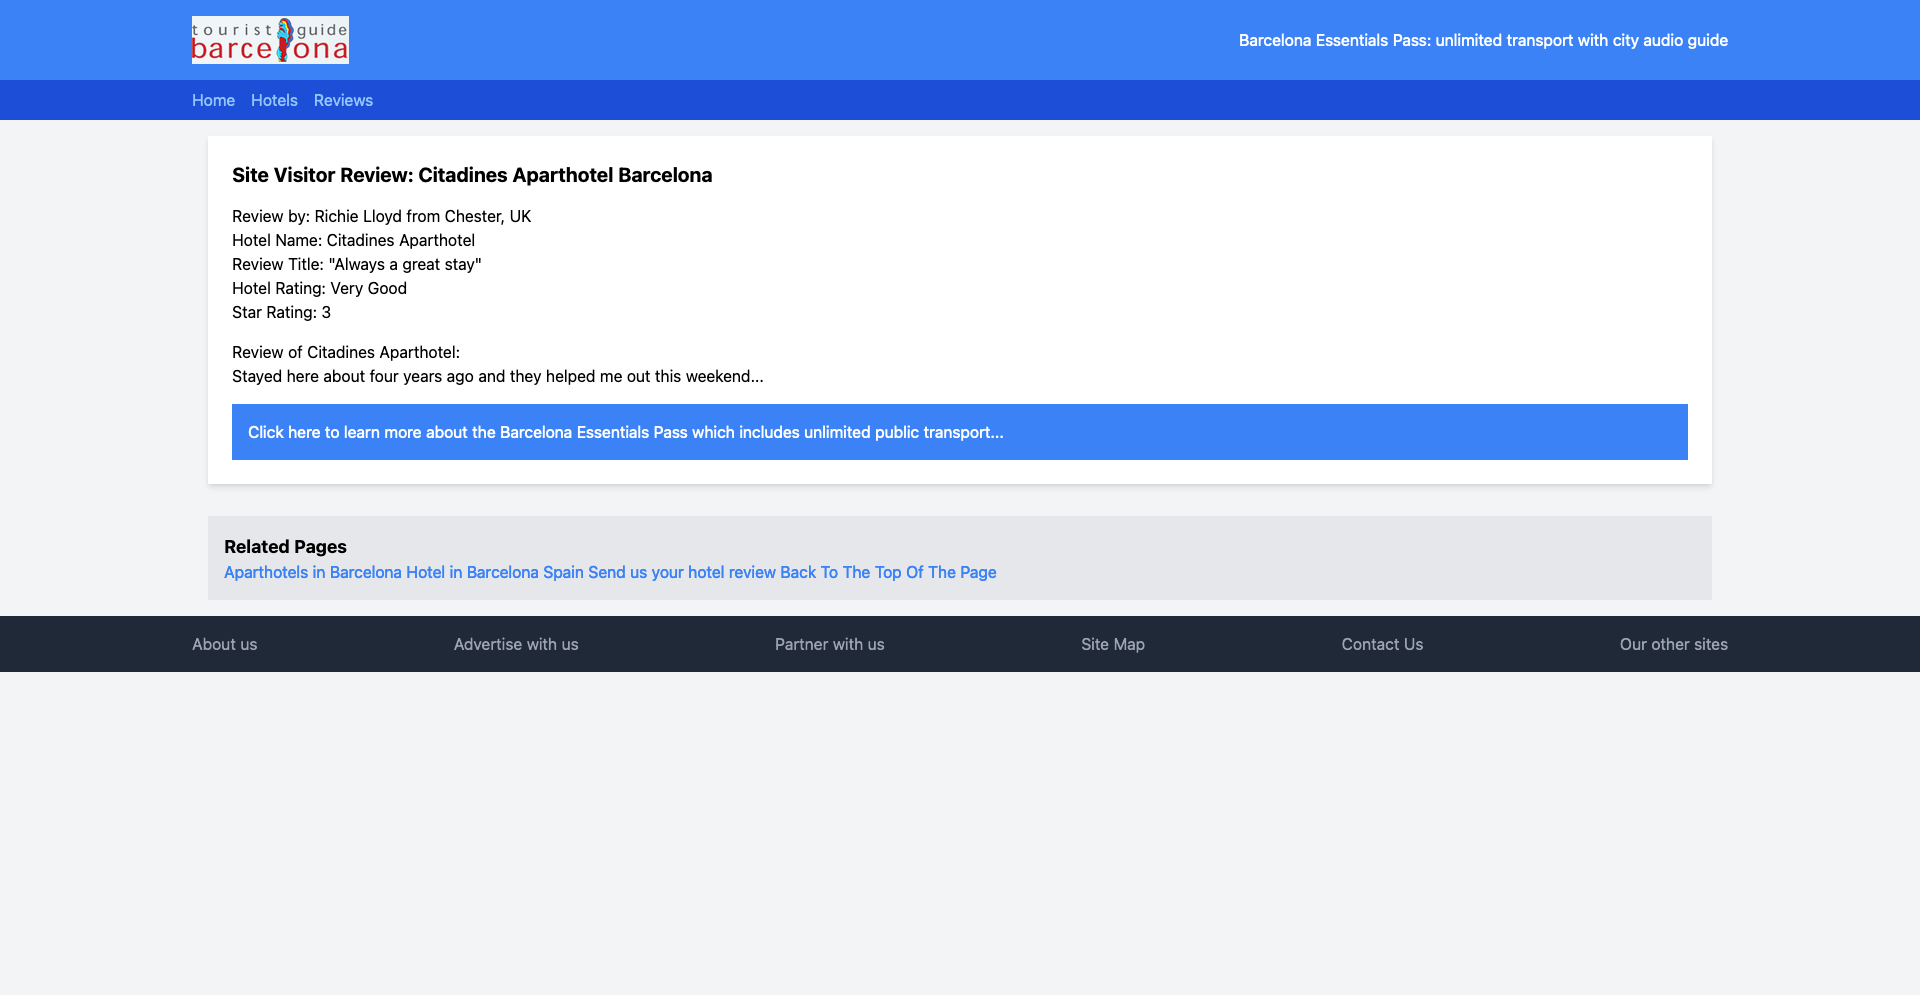 tourist guide
barcelona
Barcelona Essentials Pass: unlimited transport with city audio guide
Home Hotels Reviews
Site Visitor Review: Citadines Aparthotel Barcelona
Review by: Richie Lloyd from Chester, UK
Hotel Name: Citadines Aparthotel
Review Title: "Always a great stay"
Hotel Rating: Very Good
Star Rating: 3
Review of Citadines Aparthotel:
Stayed here about four years ago and they helped me out this weekend...
Click here to learn more about the Barcelona Essentials Pass which includes unlimited public transport...
Related Pages
Aparthotels in Barcelona Hotel in Barcelona Spain Send us your hotel review Back To The Top Of The Page
About us Advertise with us Partner with us Site Map Contact Us Our other sites